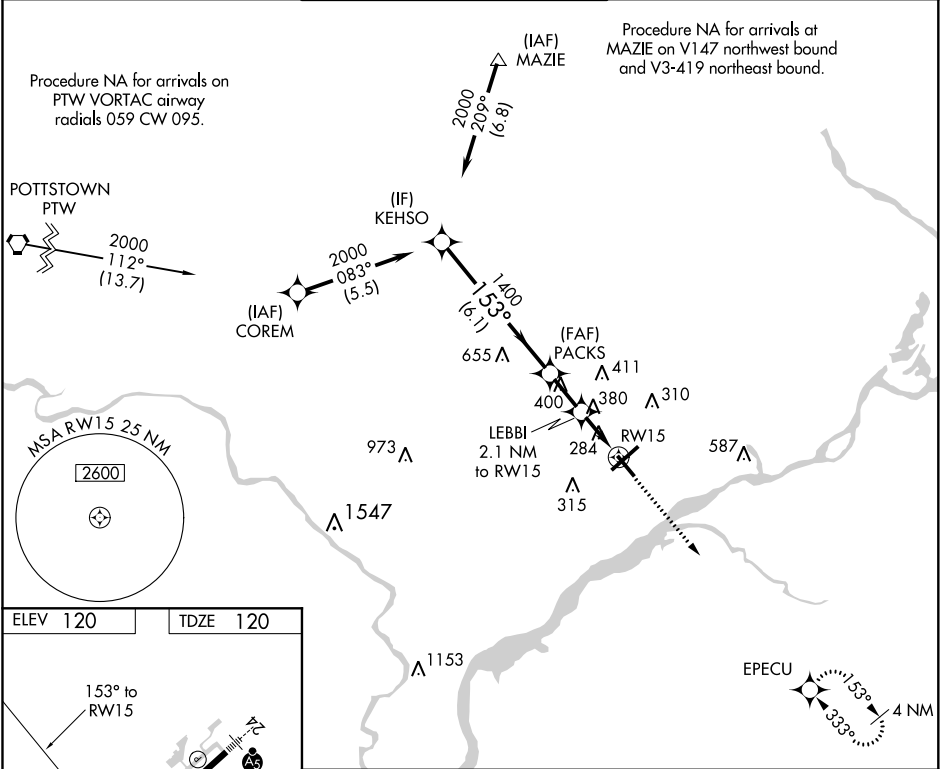 Procedure NA for arrivals on
PTW VORTAC airway
radials 059 CW 095.
(IAF)
MAZIE
Procedure NA for arrivals at
MAZIE on V147 northwest bound
and V3-419 northeast bound.
2000
209°
(6.8)
POTTSTOWN
PTW
2000
112°
(13.7)
(IF)
KEHSO
2000
083°
(5.5)
(IAF)
COREM
1400
153°
(6.1)
(FAF)
PACKS
655
411
400
380
310
LEBBI
2.1 NM
to RW15
284
RW15
587
973
315
MSA RW15 25 NM
2600
1547
1153
ELEV 120
TDZE 120
153° to
RW15
24
A5
EPECU
153°
333°
4 NM